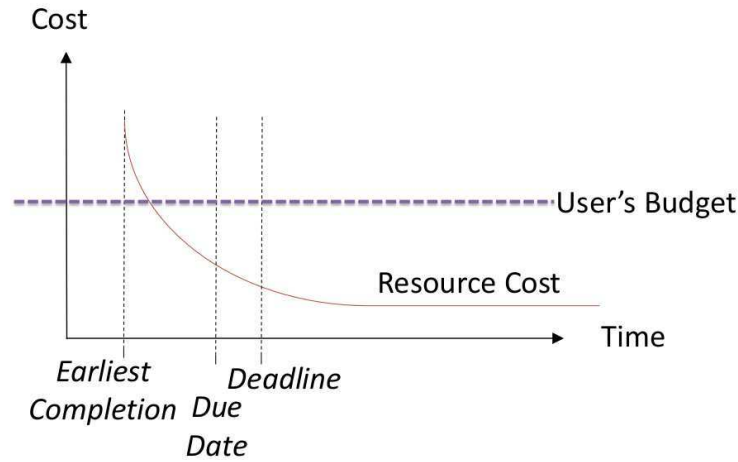 Cost
User's Budget
Resource Cost
Time
Earliest
Completion
Due
Date
Deadline